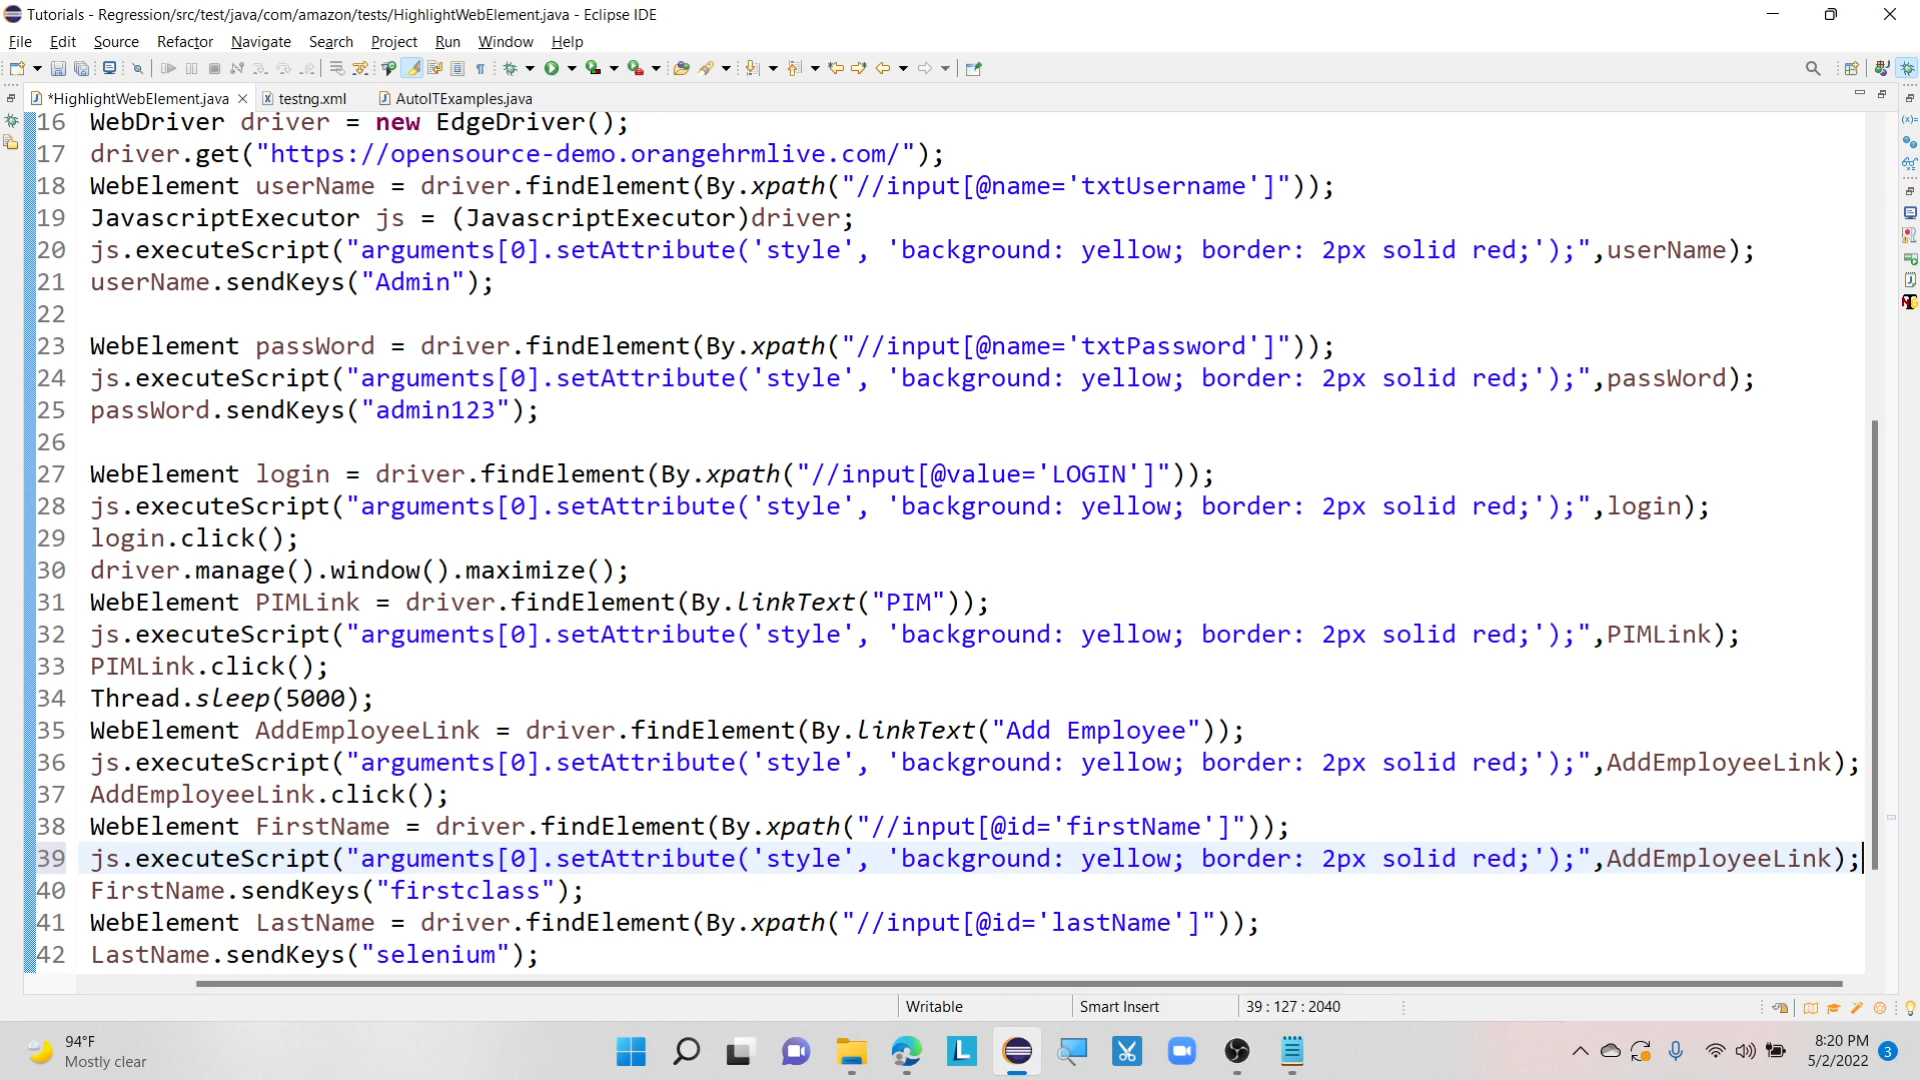 Tutorials - Regression/src/test/java/com/amazon/tests/HighlightWebElement.java - Eclipse IDE
File Edit Source Refactor Navigate Search Project Run Window Help
*HighlightWebElement.java testng.xml AutoITExamples.java
16 WebDriver driver = new EdgeDriver();
17 driver.get("https://opensource-demo.orangehrmlive.com/");
18 WebElement userName = driver.findElement(By.xpath("//input[@name='txtUsername']"));
19 JavascriptExecutor js = (JavascriptExecutor)driver;
20 js.executeScript("arguments[0].setAttribute('style', 'background: yellow; border: 2px solid red;');",userName);
21 userName.sendKeys("Admin");
22
23 WebElement passWord = driver.findElement(By.xpath("//input[@name='txtPassword']"));
24 js.executeScript("arguments[0].setAttribute('style', 'background: yellow; border: 2px solid red;');",passWord);
25 passWord.sendKeys("admin123");
26
27 WebElement login = driver.findElement(By.xpath("//input[@value='LOGIN']"));
28 js.executeScript("arguments[0].setAttribute('style', 'background: yellow; border: 2px solid red;');",login);
29 login.click();
30 driver.manage().window().maximize();
31 WebElement PIMLink = driver.findElement(By.linkText("PIM"));
32 js.executeScript("arguments[0].setAttribute('style', 'background: yellow; border: 2px solid red;');",PIMLink);
33 PIMLink.click();
34 Thread.sleep(5000);
35 WebElement AddEmployeeLink = driver.findElement(By.linkText("Add Employee"));
36 js.executeScript("arguments[0].setAttribute('style', 'background: yellow; border: 2px solid red;');",AddEmployeeLink);
37 AddEmployeeLink.click();
38 WebElement FirstName = driver.findElement(By.xpath("//input[@id='firstName']"));
39 js.executeScript("arguments[0].setAttribute('style', 'background: yellow; border: 2px solid red;');",AddEmployeeLink);
40 FirstName.sendKeys("firstclass");
41 WebElement LastName = driver.findElement(By.xpath("//input[@id='lastName']"));
42 LastName.sendKeys("selenium");
Writable Smart Insert 39 : 127 : 2040
94°F
Mostly clear
8:20 PM
5/2/2022
3